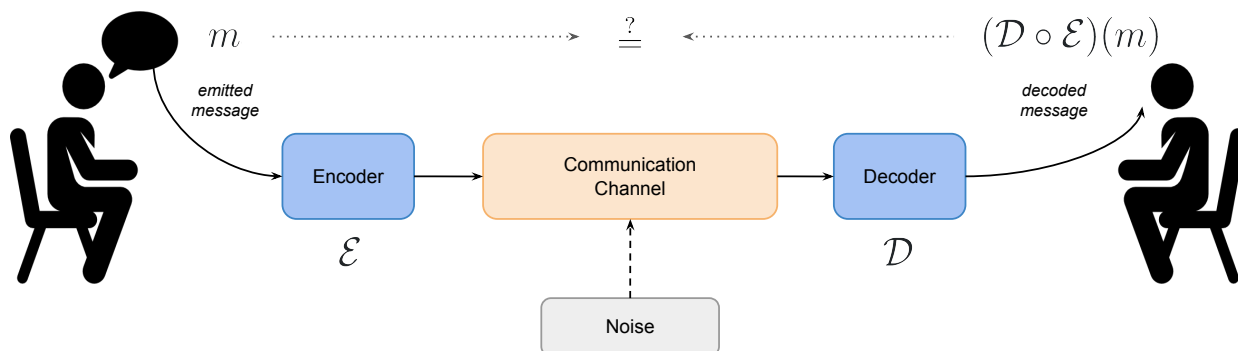 m
?
=
(𝒟 ∘ ℰ)(m)
emitted
message
decoded
message
Encoder
Communication
Channel
Decoder
ℰ
𝒟
Noise